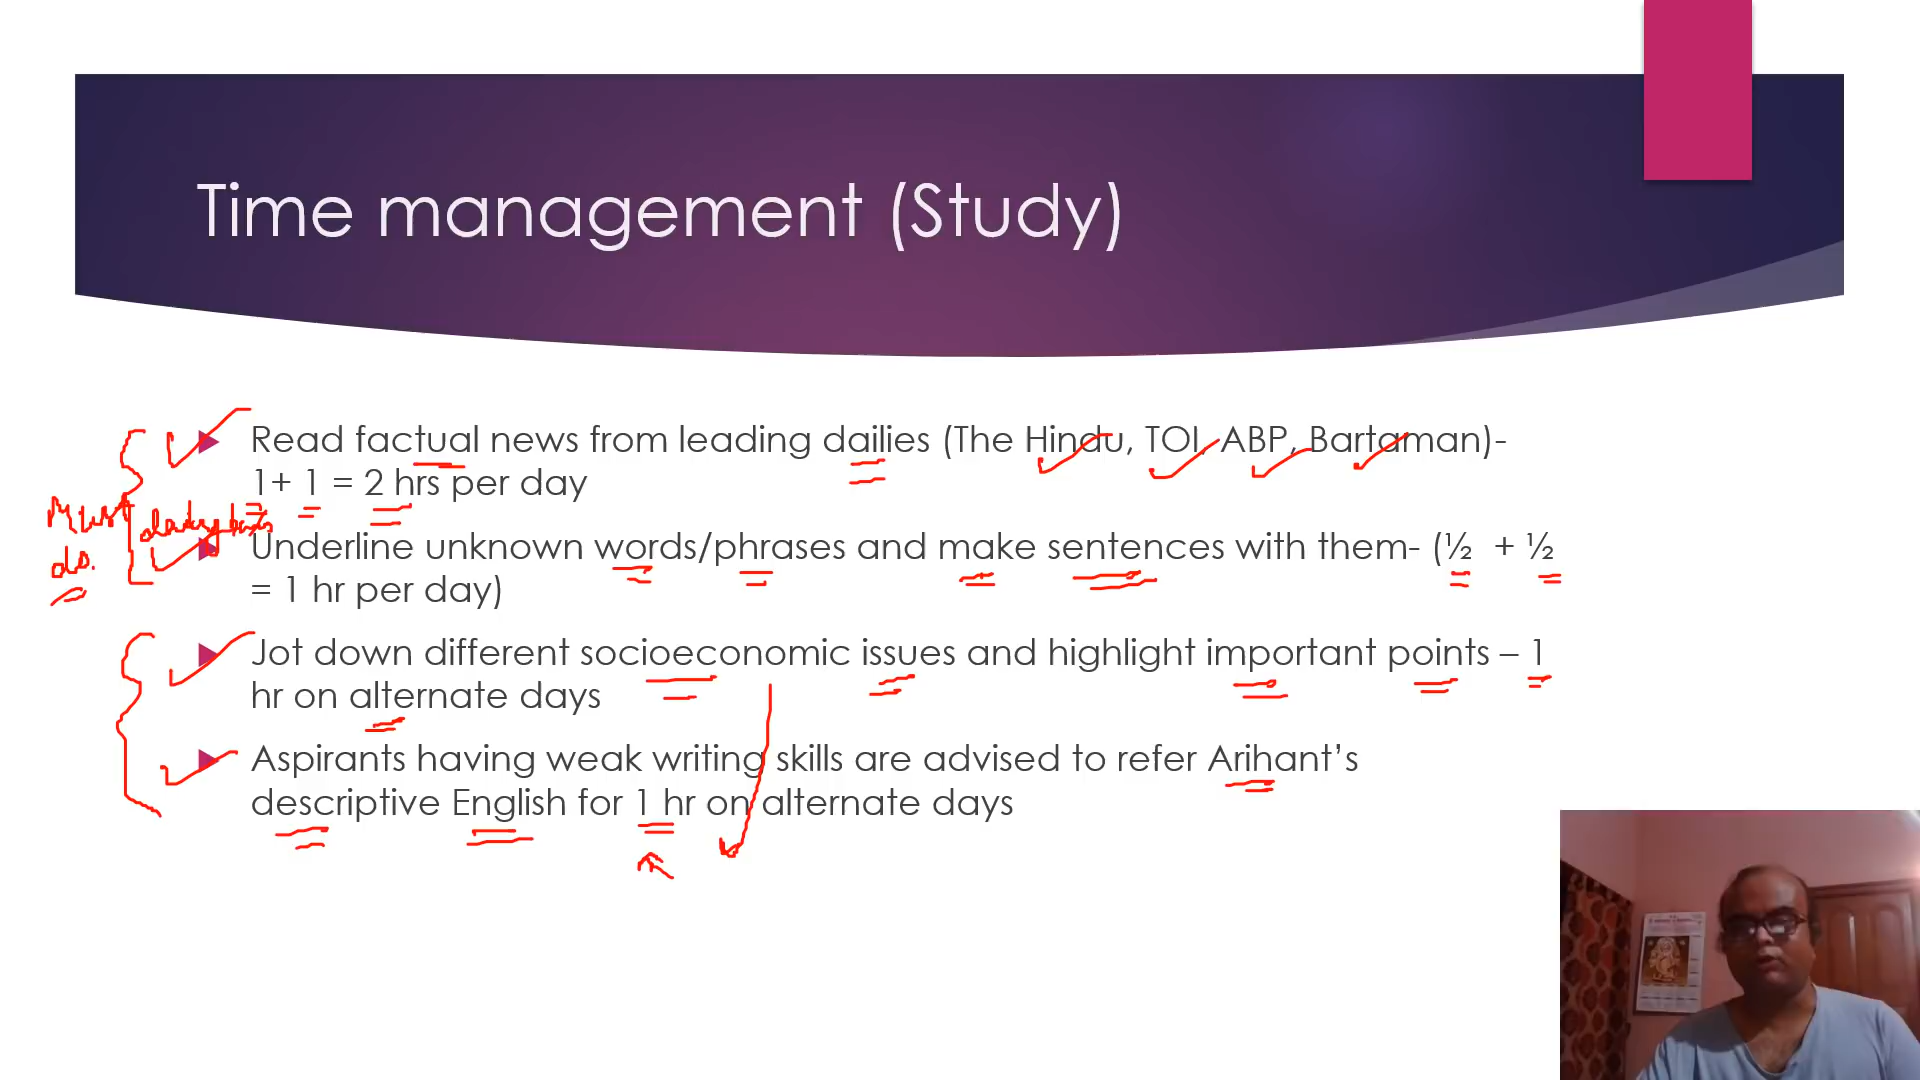 Time management (Study)
Read factual news from leading dailies (The Hindu, TOI, ABP, Bartaman)-
1+ 1 = 2 hrs per day
Must
do.
Underline unknown words/phrases and make sentences with them- (½ + ½
= 1 hr per day)
Jot down different socioeconomic issues and highlight important points – 1
hr on alternate days
Aspirants having weak writing skills are advised to refer Arihant’s
descriptive English for 1 hr on alternate days